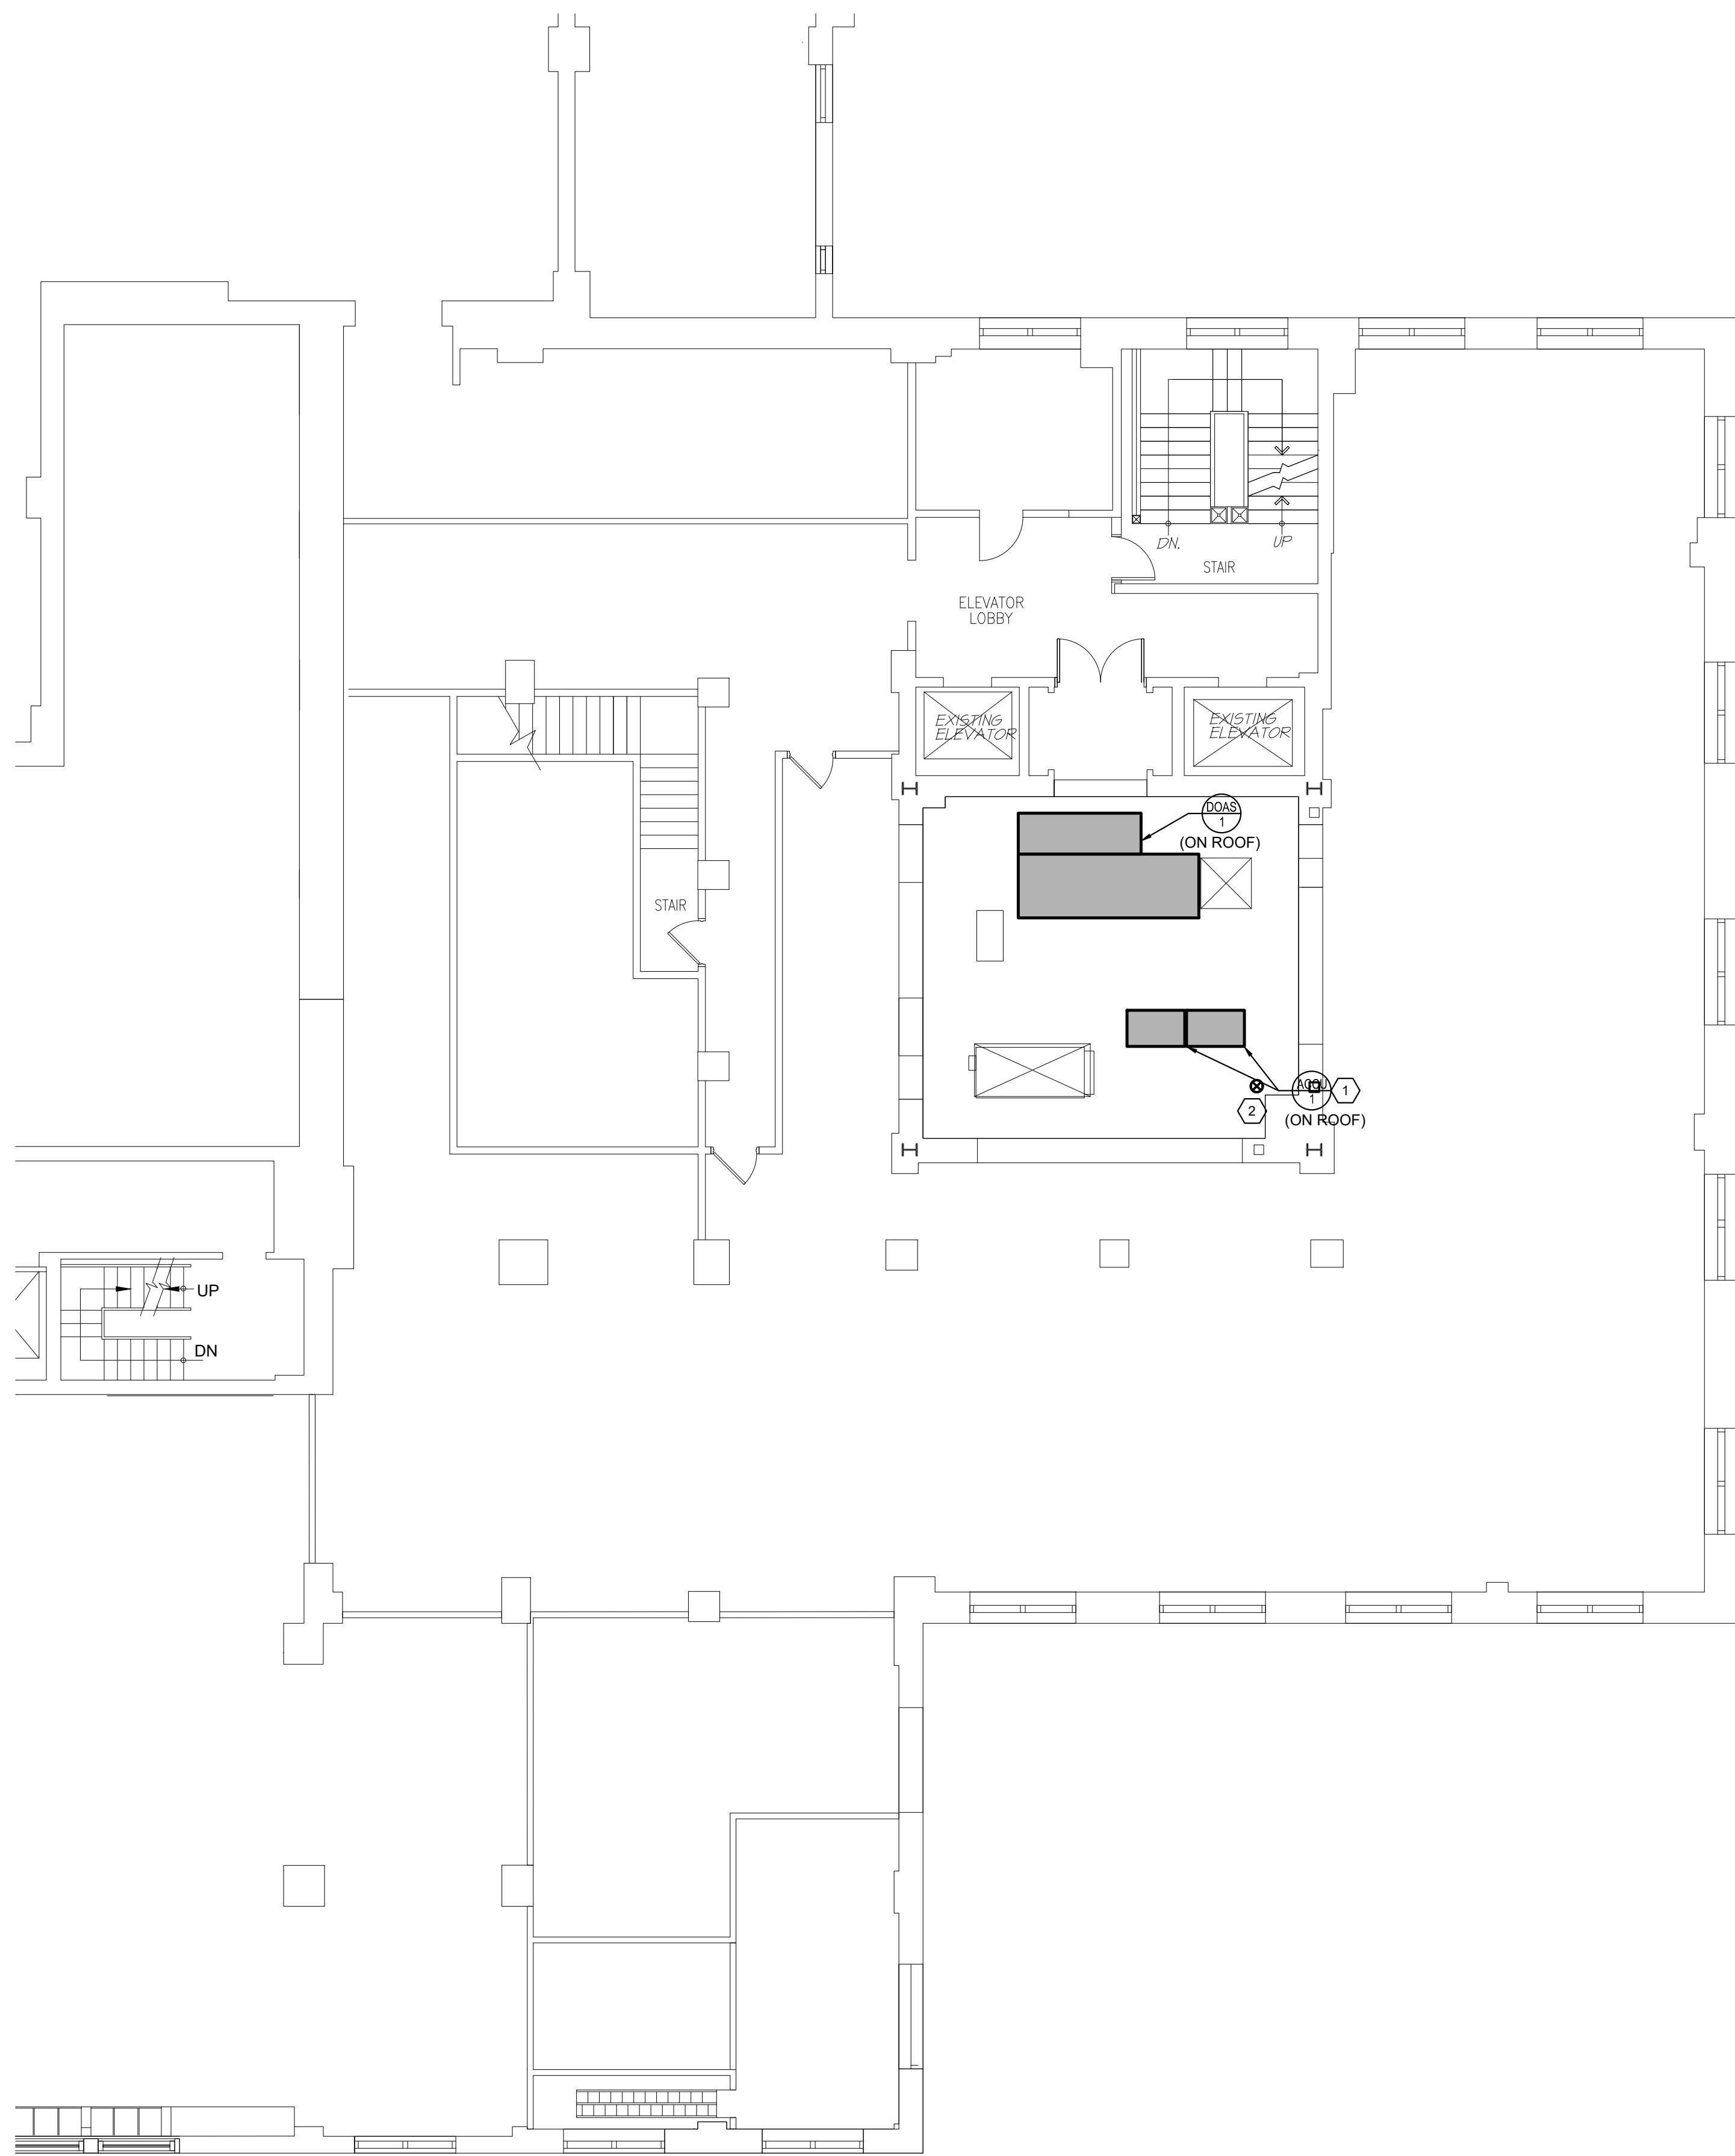 DN.
UP
STAIR
ELEVATOR
LOBBY
EXISTING
ELEVATOR
EXISTING
ELEVATOR
DOAS
1
(ON ROOF)
STAIR
ACCU
1
1
2
(ON ROOF)
UP
DN